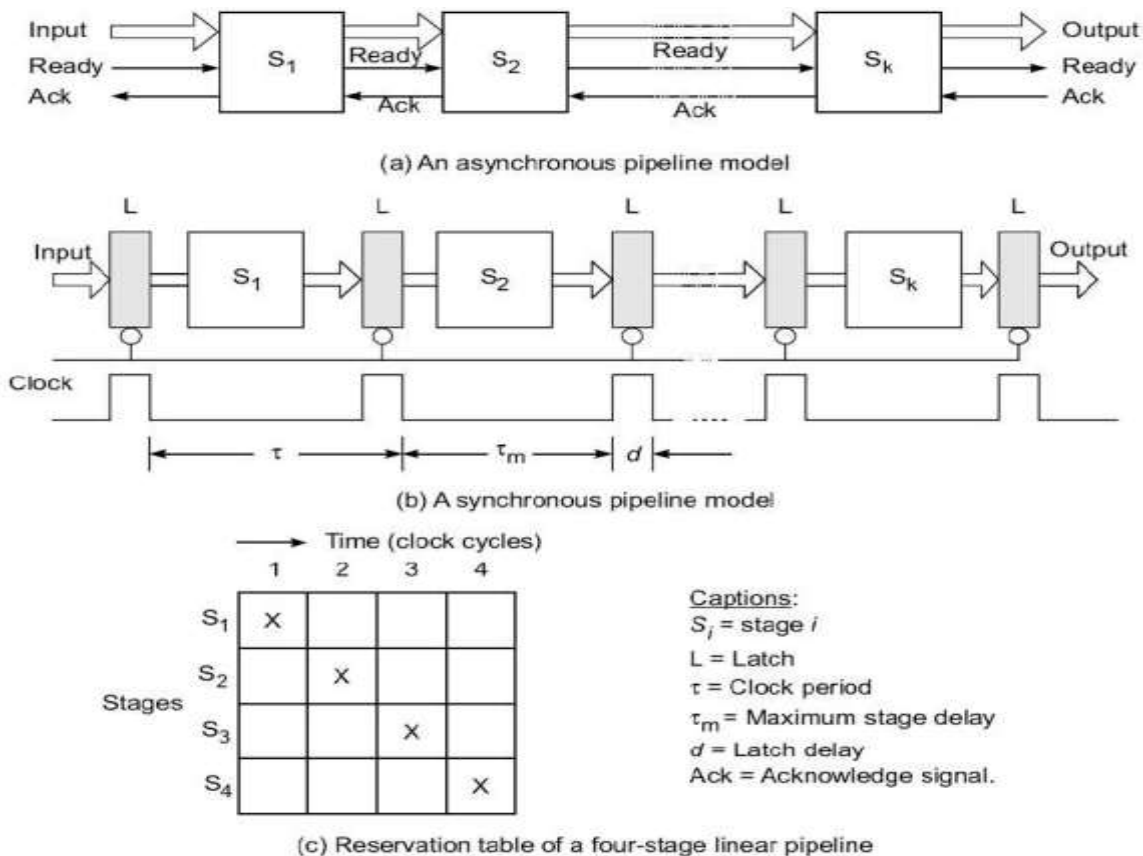 Input Output
Ready S1 Ready S2 Ready Sk Ready
Ack Ack Ack Ack
(a) An asynchronous pipeline model
L L L L L
Input S1 S2 Sk Output
Clock
τ τm d
(b) A synchronous pipeline model
Time (clock cycles)
1 2 3 4
S1 X
S2 X
Stages
S3 X
S4 X
Captions:
Si = stage i
L = Latch
τ = Clock period
τm = Maximum stage delay
d = Latch delay
Ack = Acknowledge signal.
(c) Reservation table of a four-stage linear pipeline